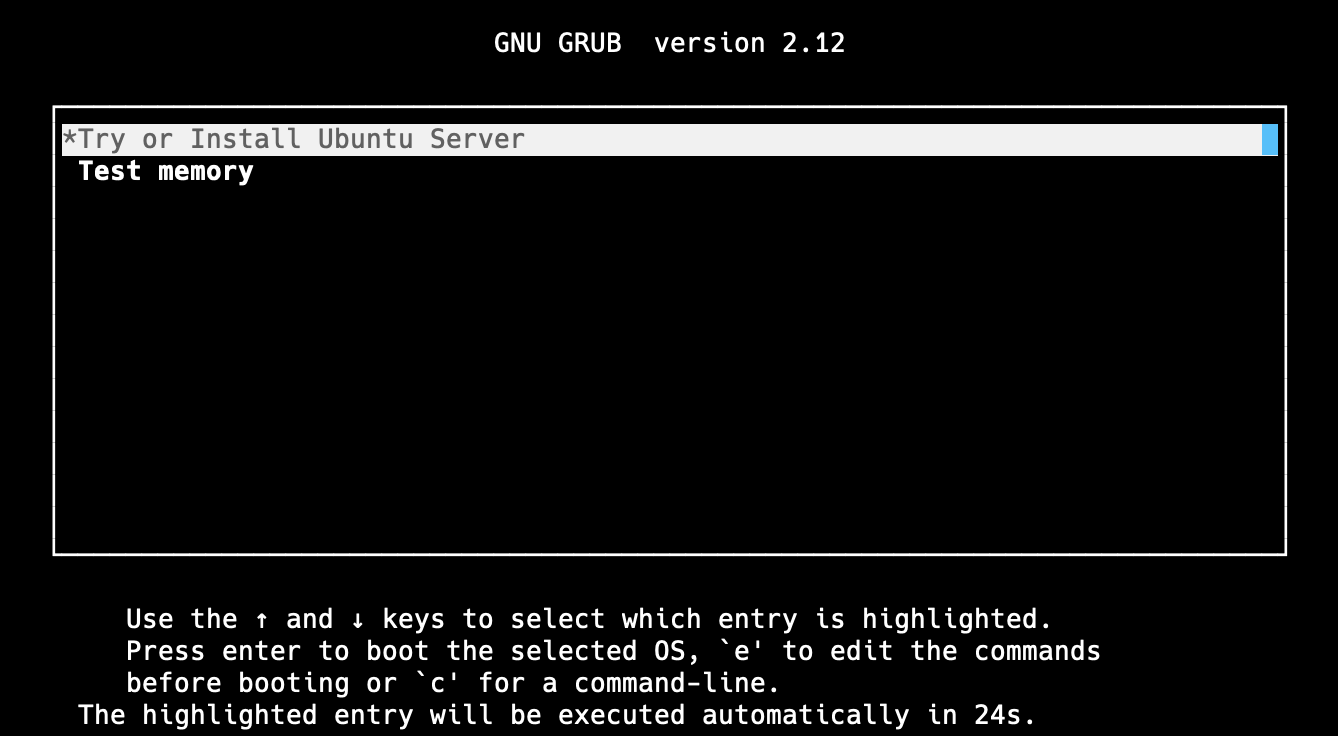 GNU GRUB  version 2.12
*Try or Install Ubuntu Server
Test memory
Use the ↑ and ↓ keys to select which entry is highlighted.
Press enter to boot the selected OS, `e' to edit the commands
before booting or `c' for a command-line.
The highlighted entry will be executed automatically in 24s.